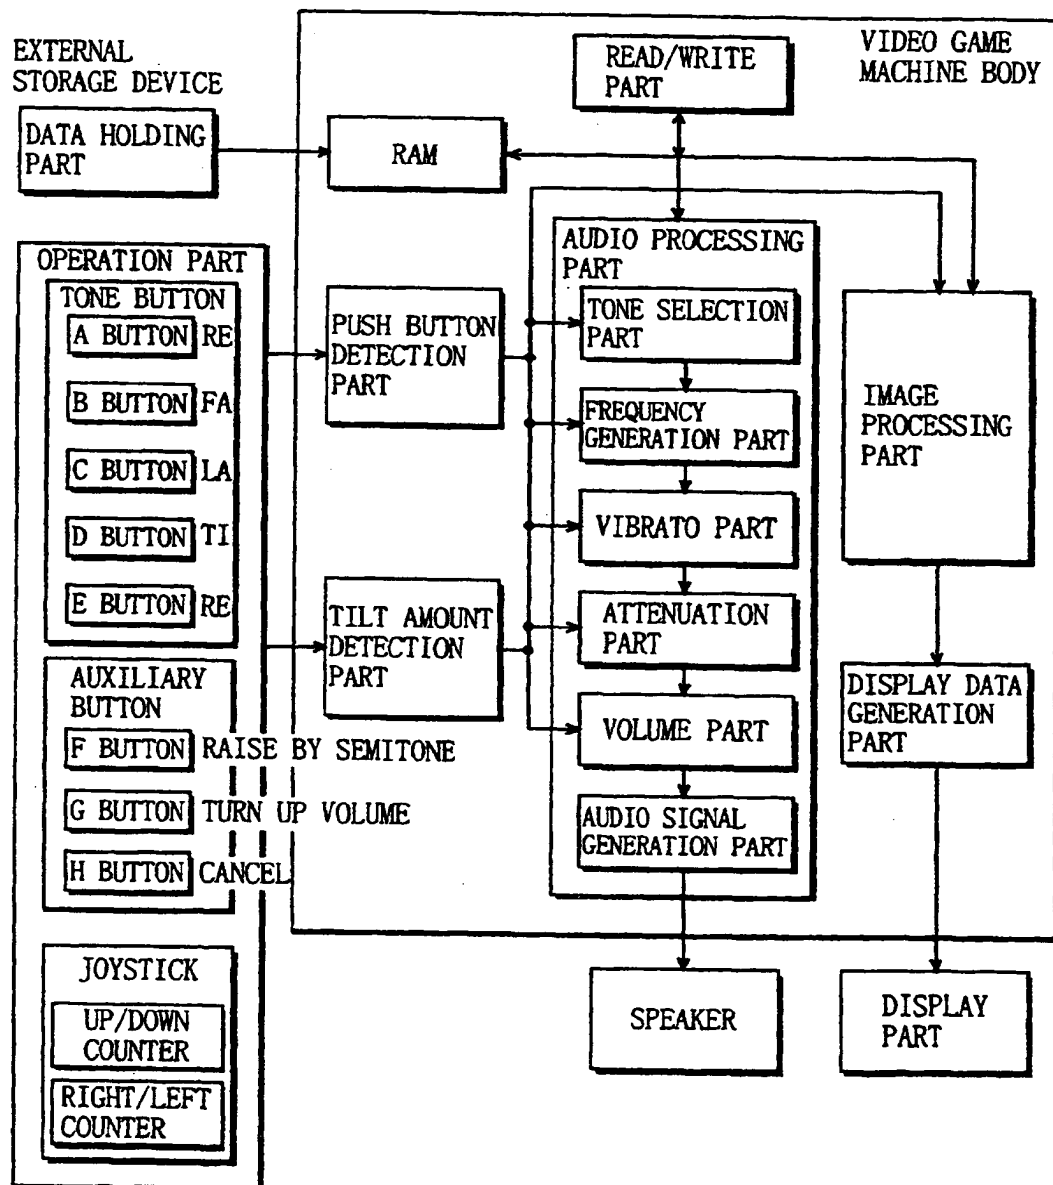 EXTERNAL
STORAGE DEVICE
DATA HOLDING
PART
VIDEO GAME
MACHINE BODY
READ/WRITE
PART
RAM
OPERATION PART
TONE BUTTON
A BUTTON RE
B BUTTON FA
C BUTTON LA
D BUTTON TI
E BUTTON RE
AUXILIARY
BUTTON
F BUTTON RAISE BY SEMITONE
G BUTTON TURN UP VOLUME
H BUTTON CANCEL
JOYSTICK
UP/DOWN
COUNTER
RIGHT/LEFT
COUNTER
PUSH BUTTON
DETECTION
PART
TILT AMOUNT
DETECTION
PART
AUDIO PROCESSING
PART
TONE SELECTION
PART
FREQUENCY
GENERATION PART
VIBRATO PART
ATTENUATION
PART
VOLUME PART
AUDIO SIGNAL
GENERATION PART
IMAGE
PROCESSING
PART
DISPLAY DATA
GENERATION
PART
SPEAKER
DISPLAY
PART